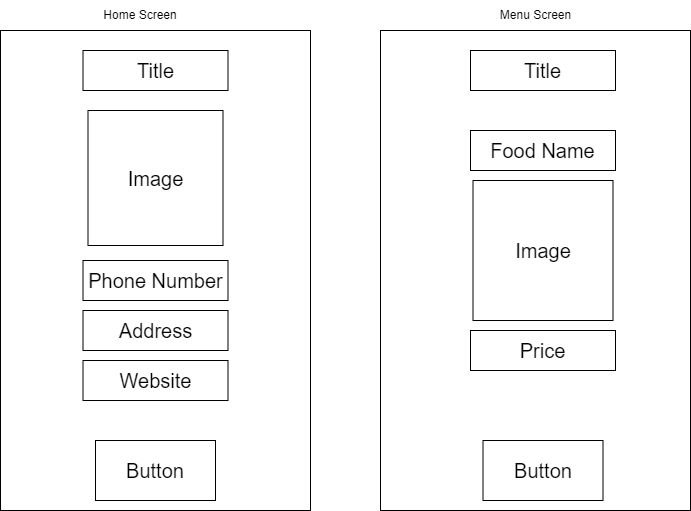 Home Screen
Title
Image
Phone Number
Address
Website
Button
Menu Screen
Title
Food Name
Image
Price
Button